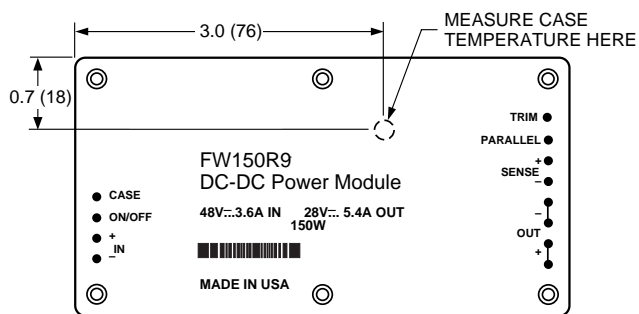 3.0 (76)
MEASURE CASE
TEMPERATURE HERE
0.7 (18)
TRIM
PARALLEL
+
SENSE
–
FW150R9
DC-DC Power Module
CASE
ON/OFF
+
IN
–
48V⎓3.6A IN 28V⎓ 5.4A OUT
150W
–
OUT
+
MADE IN USA